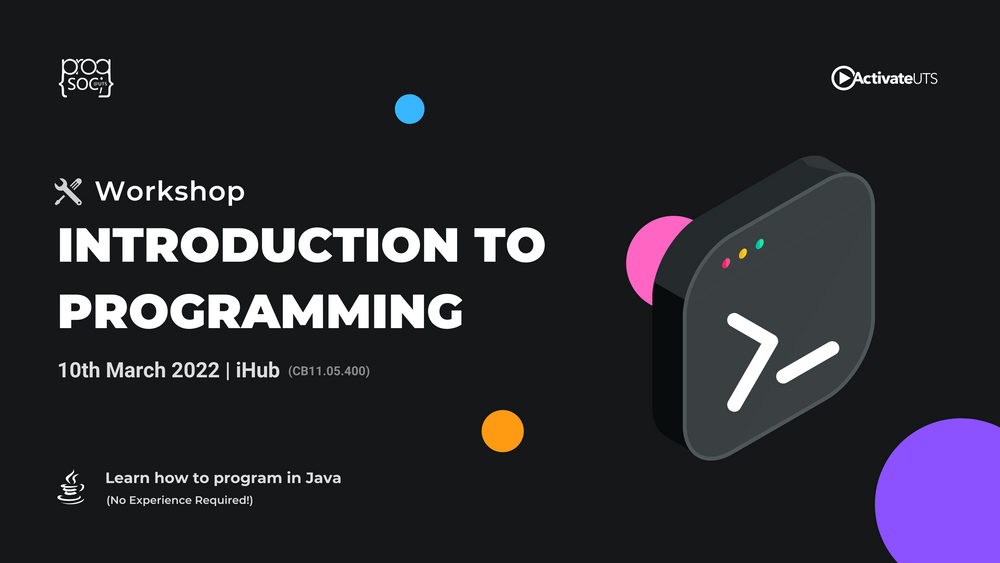 prog
{SOC;}
@UTS
ActivateUTS
Workshop
INTRODUCTION TO
PROGRAMMING
10th March 2022 | iHub (CB11.05.400)
Learn how to program in Java
(No Experience Required!)